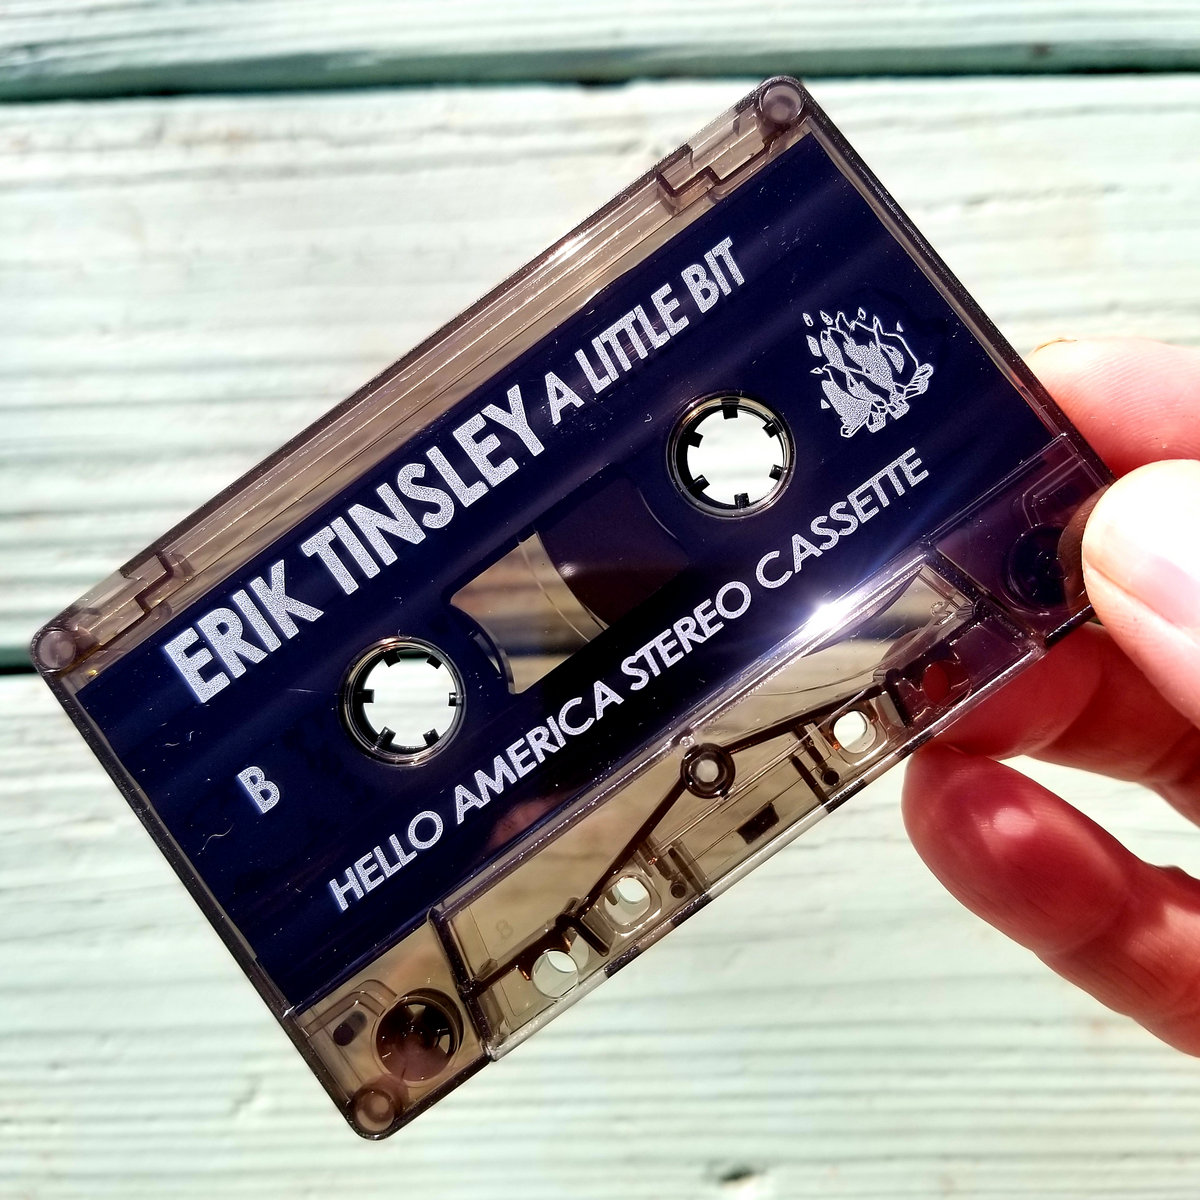 ERIK TINSLEY A LITTLE BIT
B
HELLO AMERICA STEREO CASSETTE